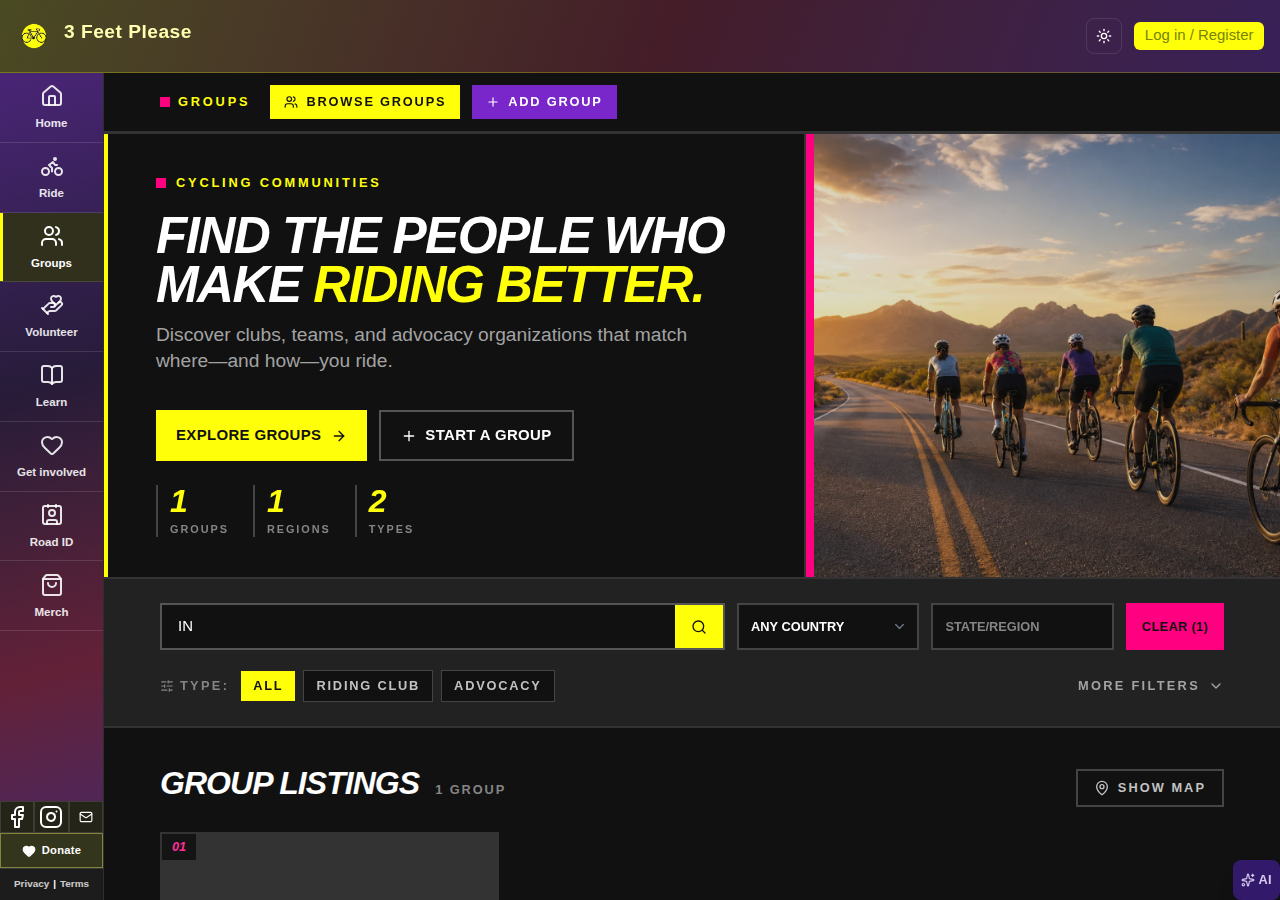 3 Feet Please
Log in / Register
Home
Ride
Groups
Volunteer
Learn
Get involved
Road ID
Merch
Donate
Privacy | Terms
GROUPS
BROWSE GROUPS
ADD GROUP
CYCLING COMMUNITIES
FIND THE PEOPLE WHO
MAKE RIDING BETTER.
Discover clubs, teams, and advocacy organizations that match
where—and how—you ride.
EXPLORE GROUPS
START A GROUP
1 GROUPS
1 REGIONS
2 TYPES
IN
ANY COUNTRY
STATE/REGION
CLEAR (1)
TYPE:
ALL
RIDING CLUB
ADVOCACY
MORE FILTERS
GROUP LISTINGS
1 GROUP
SHOW MAP
01
AI